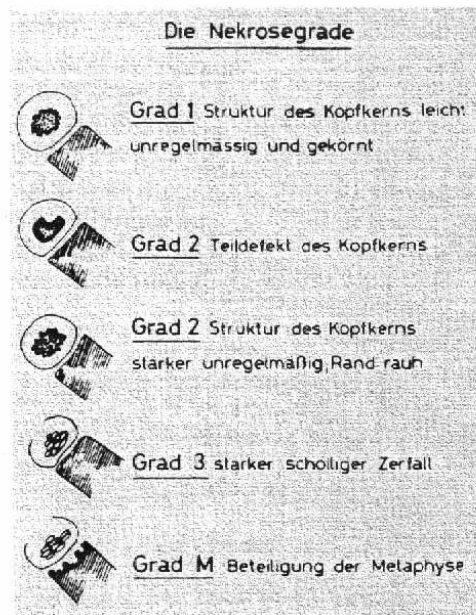 Die Nekrosegrade
Grad 1 Struktur des Kopfkerns leicht
unregelmässig und gekörnt
Grad 2 Teildefekt des Kopfkerns
Grad 2 Struktur des Kopfkerns
stärker unregelmäßig, Rand rauh
Grad 3 starker scholliger Zerfall
Grad M Beteiligung der Metaphyse